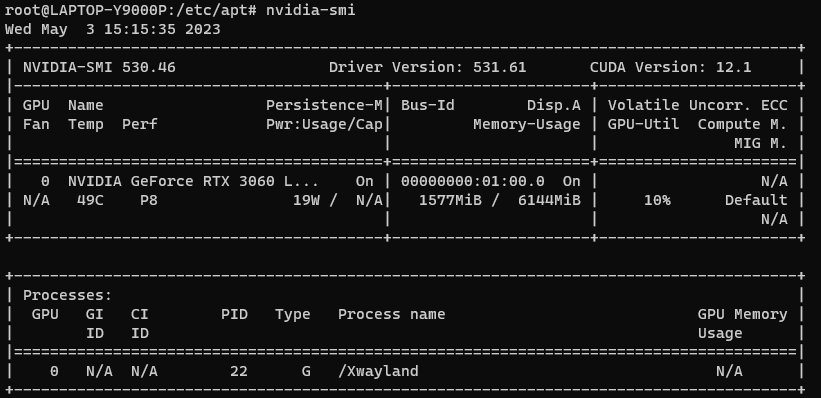 root@LAPTOP-Y9000P:/etc/apt# nvidia-smi
Wed May  3 15:15:35 2023
+-----------------------------------------------------------------------------+
| NVIDIA-SMI 530.46                 Driver Version: 531.61       CUDA Version: 12.1     |
|-----------------------------------------+----------------------+----------------------+
| GPU  Name                  Persistence-M| Bus-Id        Disp.A | Volatile Uncorr. ECC |
| Fan  Temp  Perf            Pwr:Usage/Cap|         Memory-Usage | GPU-Util  Compute M. |
|                                         |                      |               MIG M. |
|=========================================+======================+======================|
|   0  NVIDIA GeForce RTX 3060 L...    On | 00000000:01:00.0  On |                  N/A |
| N/A   49C    P8               19W /  N/A|   1577MiB /  6144MiB |     10%      Default |
|                                         |                      |                  N/A |
+-----------------------------------------+----------------------+----------------------+
+---------------------------------------------------------------------------------------+
| Processes:                                                                            |
|  GPU   GI   CI        PID   Type   Process name                            GPU Memory |
|        ID   ID                                                             Usage      |
|=======================================================================================|
|    0   N/A  N/A        22      G   /Xwayland                                 N/A      |
+---------------------------------------------------------------------------------------+